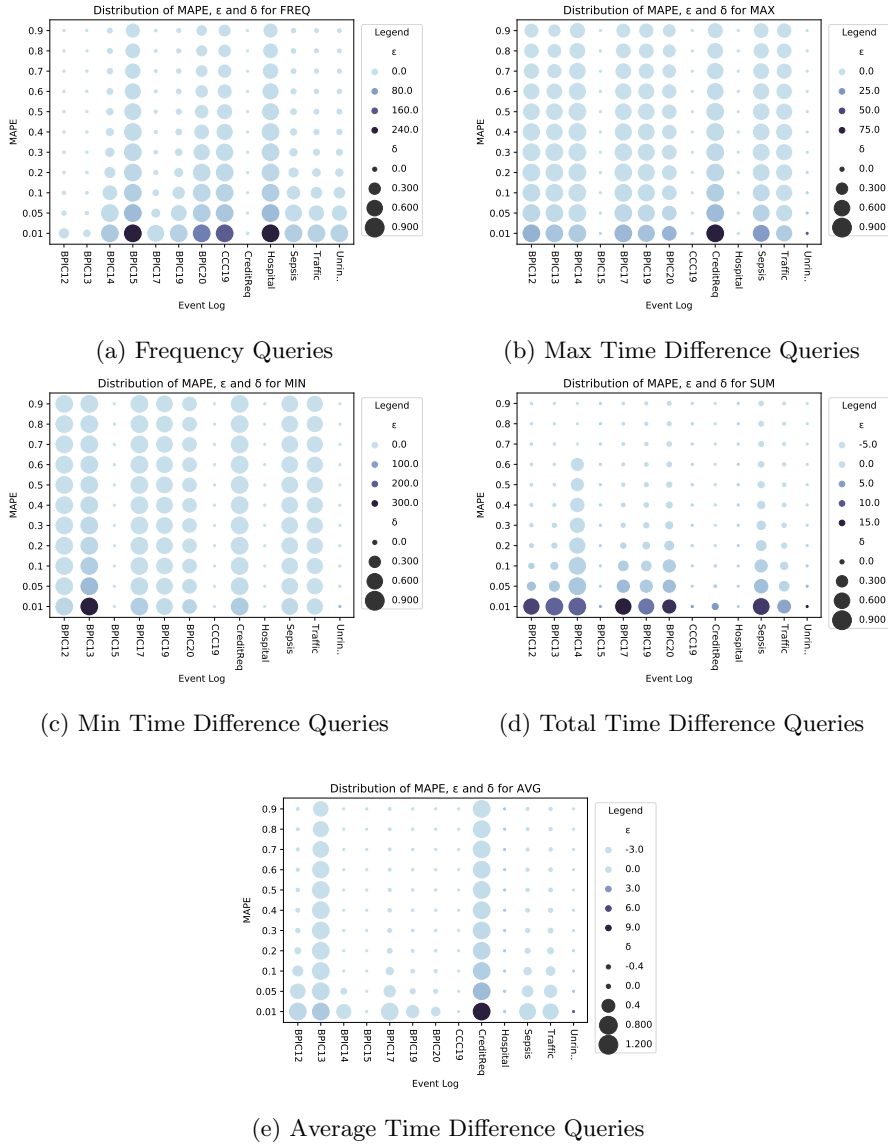 Distribution of MAPE, ε and δ for FREQ
MAPE
0.9
0.8
0.7
0.6
0.5
0.4
0.3
0.2
0.1
0.05
0.01
BPIC12
BPIC13
BPIC14
BPIC15
BPIC17
BPIC19
BPIC20
CCC19
CreditReq
Hospital
Sepsis
Traffic
Unrin..
Event Log
Legend
ε
0.0
80.0
160.0
240.0
δ
0.0
0.300
0.600
0.900
(a) Frequency Queries
Distribution of MAPE, ε and δ for MAX
MAPE
0.9
0.8
0.7
0.6
0.5
0.4
0.3
0.2
0.1
0.05
0.01
BPIC12
BPIC13
BPIC14
BPIC15
BPIC17
BPIC19
BPIC20
CCC19
CreditReq
Hospital
Sepsis
Traffic
Unrin..
Event Log
Legend
ε
0.0
25.0
50.0
75.0
δ
0.0
0.300
0.600
0.900
(b) Max Time Difference Queries
Distribution of MAPE, ε and δ for MIN
MAPE
0.9
0.8
0.7
0.6
0.5
0.4
0.3
0.2
0.1
0.05
0.01
BPIC12
BPIC13
BPIC15
BPIC17
BPIC19
BPIC20
CCC19
CreditReq
Hospital
Sepsis
Traffic
Unrin..
Event Log
Legend
ε
0.0
100.0
200.0
300.0
δ
0.0
0.300
0.600
0.900
(c) Min Time Difference Queries
Distribution of MAPE, ε and δ for SUM
MAPE
0.9
0.8
0.7
0.6
0.5
0.4
0.3
0.2
0.1
0.05
0.01
BPIC12
BPIC13
BPIC14
BPIC15
BPIC17
BPIC19
BPIC20
CCC19
CreditReq
Hospital
Sepsis
Traffic
Unrin..
Event Log
Legend
ε
-5.0
0.0
5.0
10.0
15.0
δ
0.0
0.300
0.600
0.900
(d) Total Time Difference Queries
Distribution of MAPE, ε and δ for AVG
MAPE
0.9
0.8
0.7
0.6
0.5
0.4
0.3
0.2
0.1
0.05
0.01
BPIC12
BPIC13
BPIC14
BPIC15
BPIC17
BPIC19
BPIC20
CCC19
CreditReq
Hospital
Sepsis
Traffic
Unrin..
Event Log
Legend
ε
-3.0
0.0
3.0
6.0
9.0
δ
-0.4
0.0
0.4
0.800
1.200
(e) Average Time Difference Queries